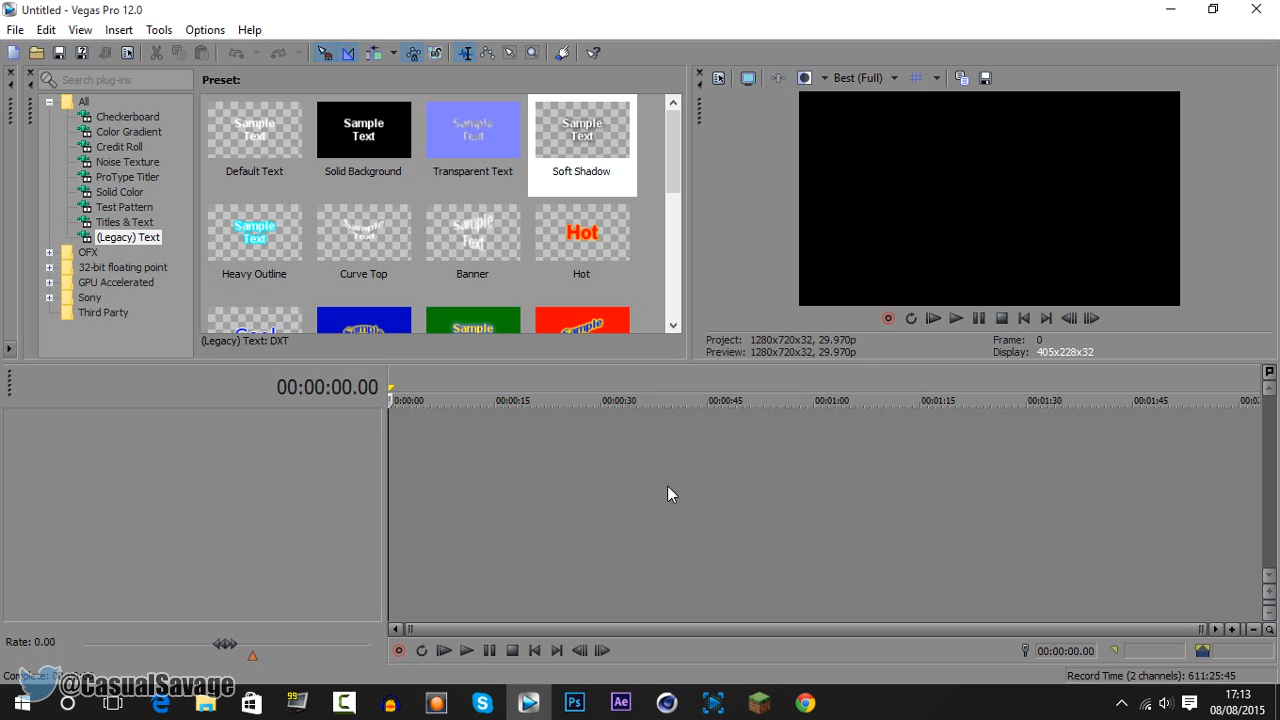 Untitled - Vegas Pro 12.0
File Edit View Insert Tools Options Help
Search plug-ins
All
Checkerboard
Color Gradient
Credit Roll
Noise Texture
ProType Titler
Solid Color
Test Pattern
Titles & Text
(Legacy) Text
OFX
32-bit floating point
GPU Accelerated
Sony
Third Party
Preset:
Sample Text
Sample Text
Sample Text
Sample Text
Default Text Solid Background Transparent Text Soft Shadow
Sample Text
Sample Text
Sample Text
Hot
Heavy Outline Curve Top Banner Hot
Cool Sample Sample Sample
(Legacy) Text: DXT
Best (Full)
Project: 1280x720x32, 29.970p Frame: 0
Preview: 1280x720x32, 29.970p Display: 405x228x32
00:00:00.00
0:00:00 00:00:15 00:00:30 00:00:45 00:01:00 00:01:15 00:01:30 00:01:45
Rate: 0.00
00:00:00.00
Record Time (2 channels): 611:25:45
@CasualSavage
Ps Ae
17:13
08/08/2015